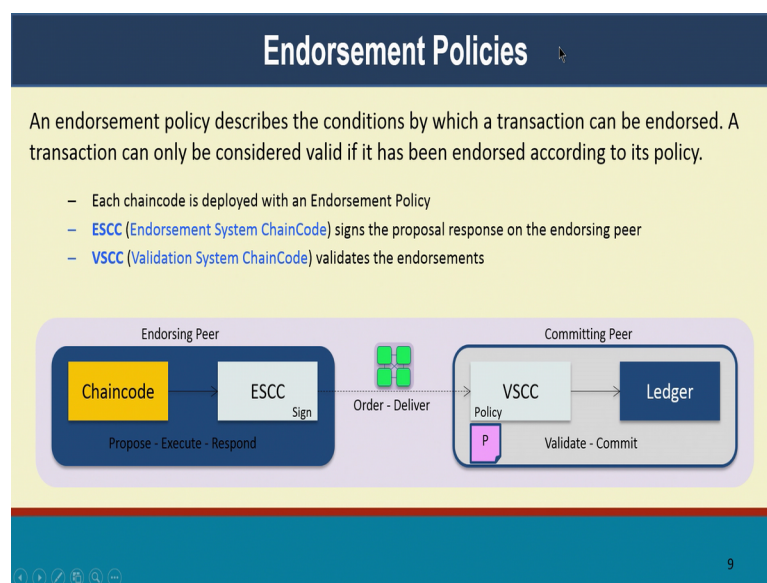 Endorsement Policies
An endorsement policy describes the conditions by which a transaction can be endorsed. A
transaction can only be considered valid if it has been endorsed according to its policy.
– Each chaincode is deployed with an Endorsement Policy
– ESCC (Endorsement System ChainCode) signs the proposal response on the endorsing peer
– VSCC (Validation System ChainCode) validates the endorsements
Endorsing Peer
Chaincode
ESCC
Sign
Propose - Execute - Respond
Order - Deliver
Committing Peer
VSCC
Policy
P
Ledger
Validate - Commit
9